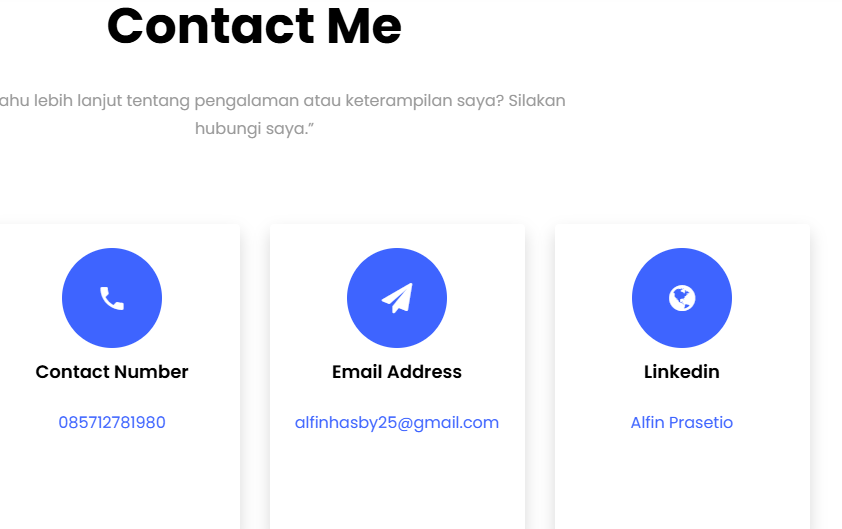 Contact Me
lebih lanjut tentang pengalaman atau keterampilan saya? Silakan
hubungi saya.”
Contact Number
Email Address
Linkedin
085712781980
alfinhasby25@gmail.com
Alfin Prasetio